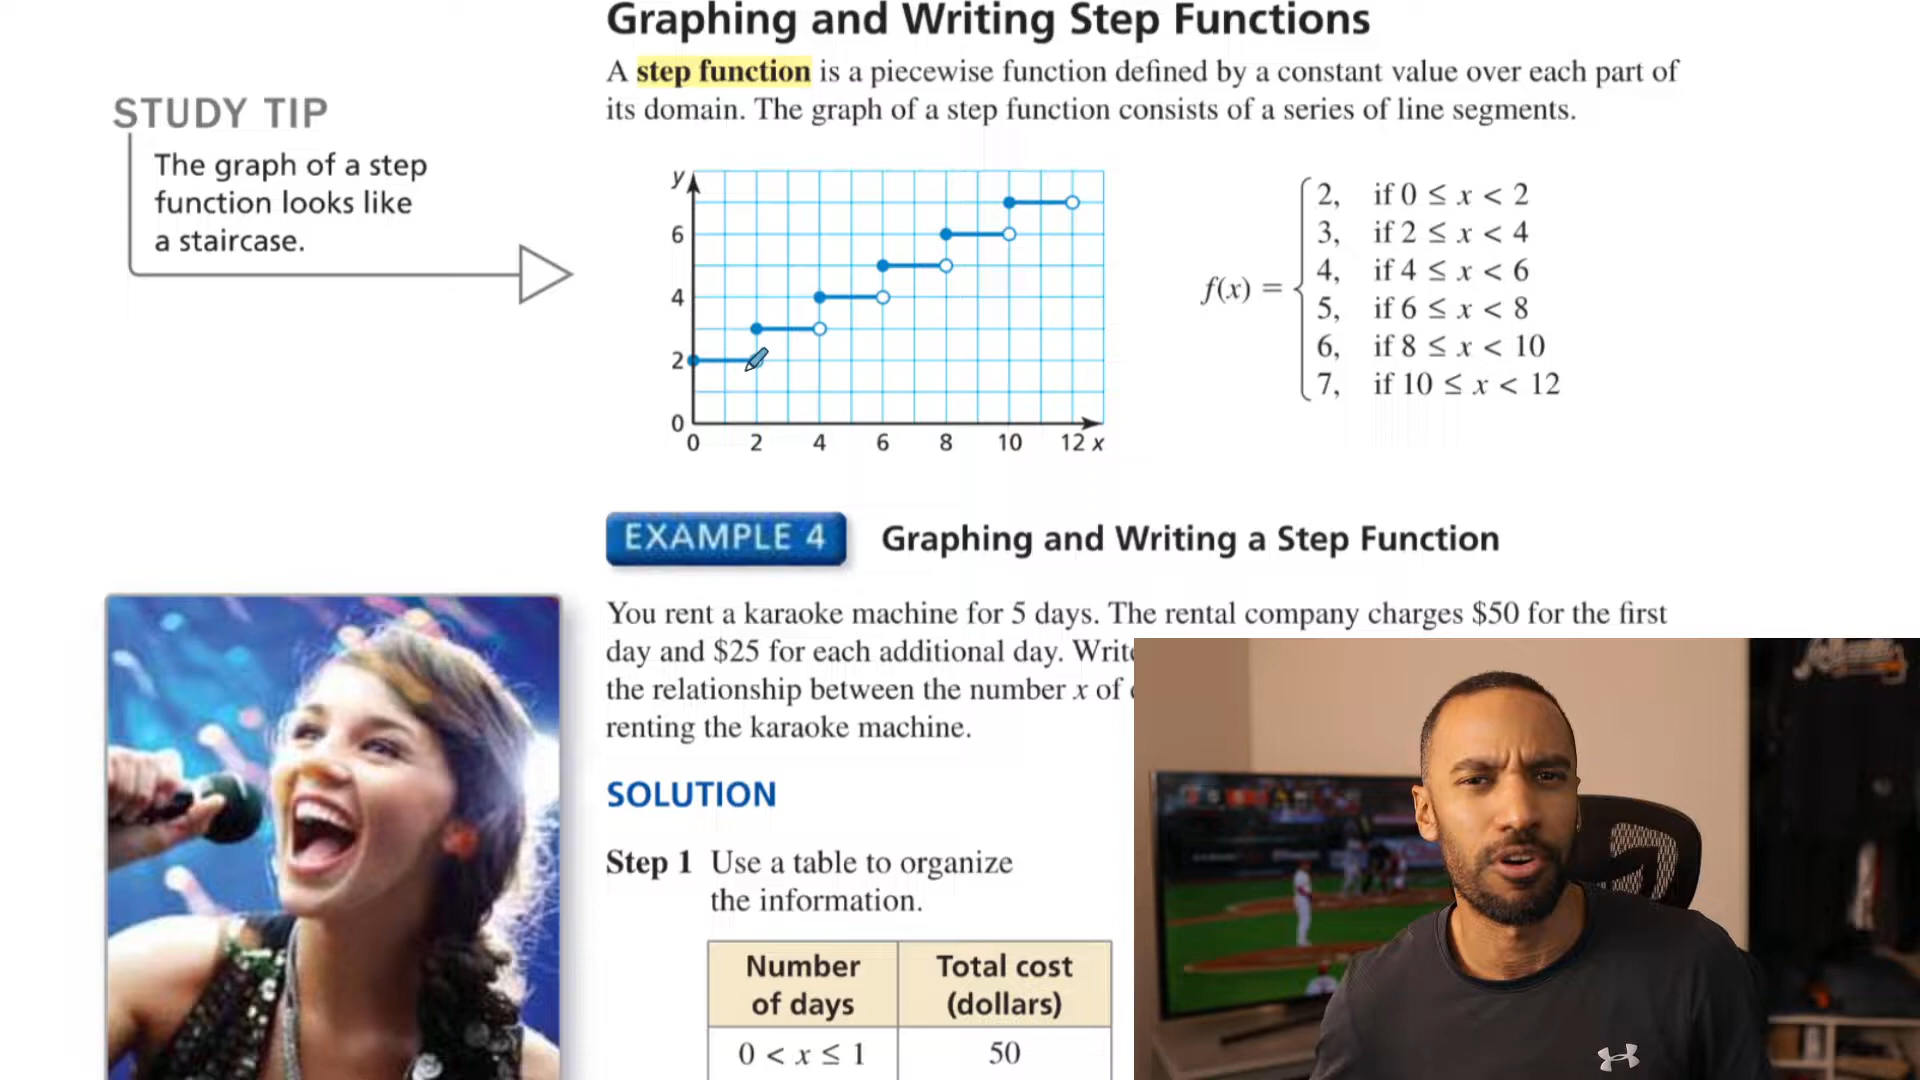 Graphing and Writing Step Functions
A step function is a piecewise function defined by a constant value over each part of
its domain. The graph of a step function consists of a series of line segments.
STUDY TIP
The graph of a step
function looks like
a staircase.
y
6
4
2
0
0 2 4 6 8 10 12 x
f(x) =
2, if 0 ≤ x < 2
3, if 2 ≤ x < 4
4, if 4 ≤ x < 6
5, if 6 ≤ x < 8
6, if 8 ≤ x < 10
7, if 10 ≤ x < 12
EXAMPLE 4 Graphing and Writing a Step Function
You rent a karaoke machine for 5 days. The rental company charges $50 for the first
day and $25 for each additional day. Write
the relationship between the number x of
renting the karaoke machine.
SOLUTION
Step 1 Use a table to organize
the information.
Number Total cost
of days (dollars)
0 < x ≤ 1 50